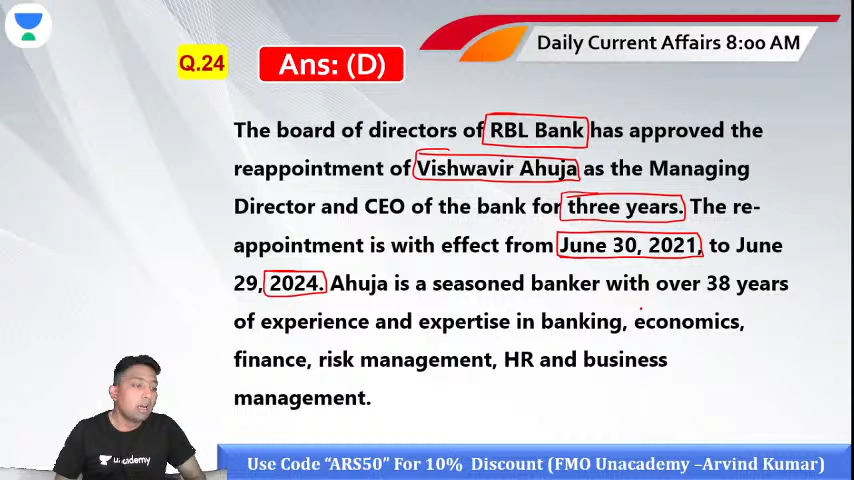 Daily Current Affairs 8:00 AM
Q.24
Ans: (D)
The board of directors of RBL Bank has approved the
reappointment of Vishwavir Ahuja as the Managing
Director and CEO of the bank for three years. The re-
appointment is with effect from June 30, 2021, to June
29, 2024. Ahuja is a seasoned banker with over 38 years
of experience and expertise in banking, economics,
finance, risk management, HR and business
management.
unacademy
Use Code “ARS50” For 10% Discount (FMO Unacademy –Arvind Kumar)